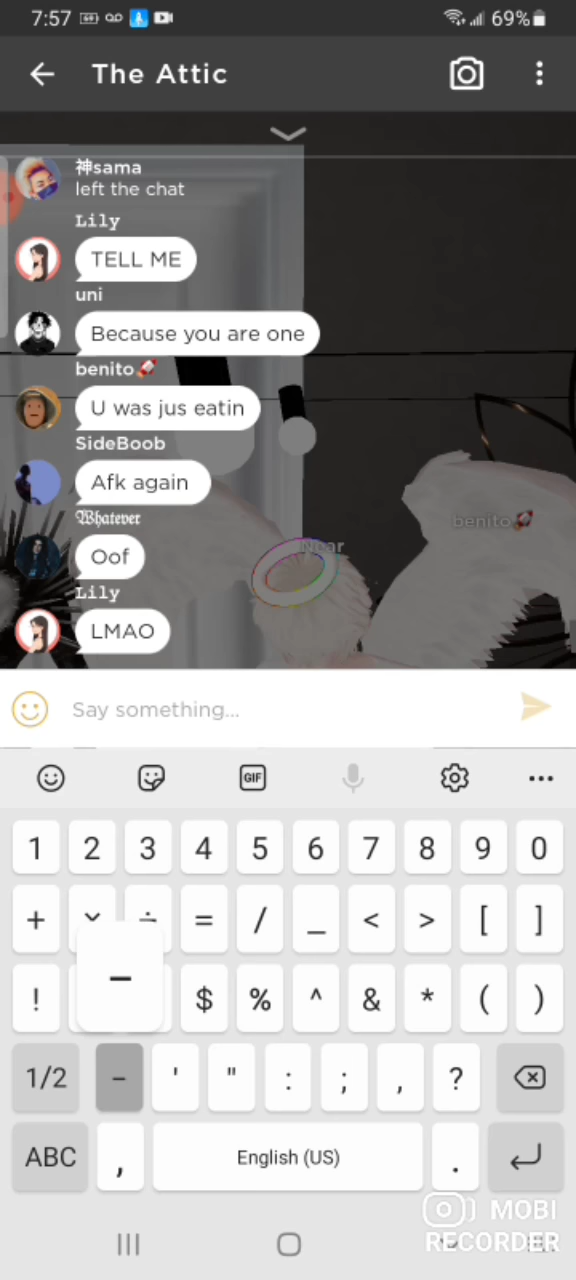 7:57 69%
The Attic
神sama
left the chat
Lily
TELL ME
uni
Because you are one
benito🚀
U was jus eatin
SideBoob
Afk again
benito🚀
𝔚𝔥𝔞𝔱𝔢𝔳𝔢𝔯
Near
Oof
Lily
LMAO
Say something...
GIF
1 2 3 4 5 6 7 8 9 0
+ × ÷ = / _ < > [ ]
! - $ % ^ & * ( )
1/2 - ' " : ; , ?
ABC , English (US) .
MOBI
RECORDER